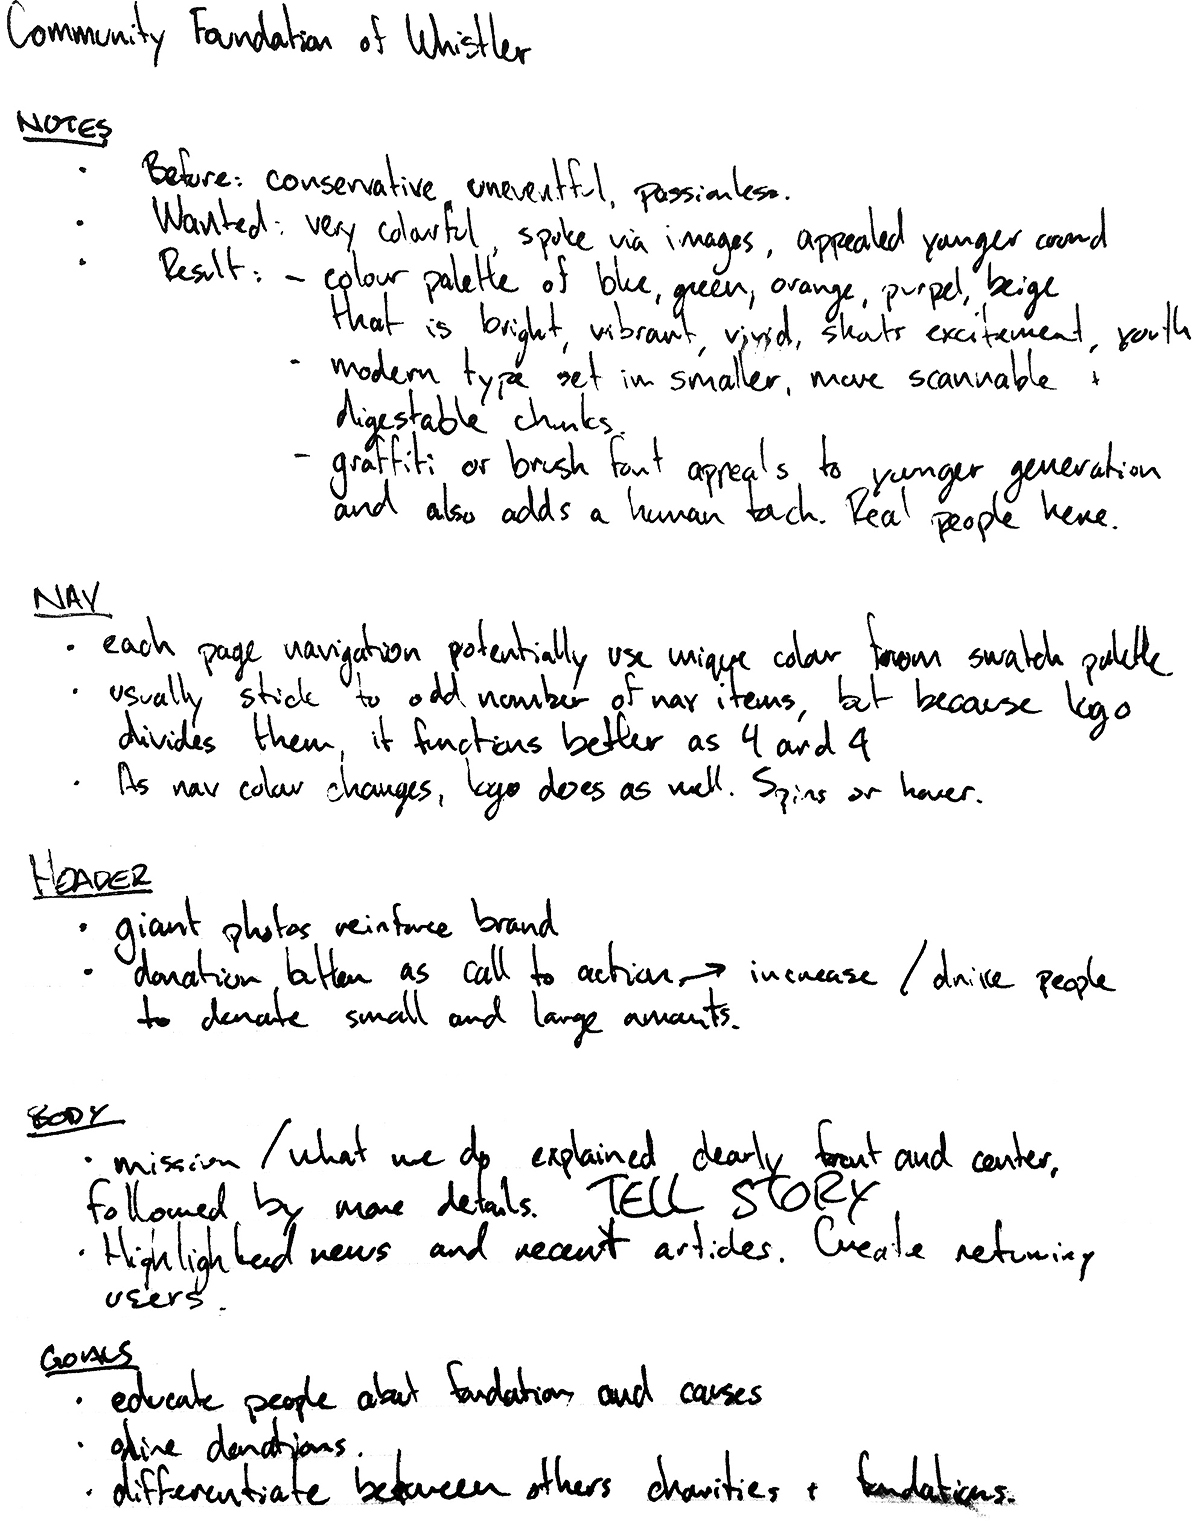 Community Foundation of Whistler
NOTES
· Before: conservative, uneventful, passionless.
· Wanted: very colorful, spoke via images, appealed younger crowd
· Result: – colour palette of blue, green, orange, purpel, beige
that is bright, vibrant, vivid, shouts excitement, youth
- modern type set in smaller, more scannable +
digestable chunks.
- graffiti or brush font appeals to younger generation
and also adds a human touch. Real people here.
NAV
· each page navigation potentially use unique colour from swatch palette
· usually stick to odd number of nav items, but because logo
divides them, it functions better as 4 and 4
· As nav colour changes, logo does as well. Spins or hover.
HEADER
· giant photos reinforce brand
· donation button as call to action → increase / drive people
to donate small and large amounts.
BODY
· mission / what we do explained clearly front and center,
followed by more details. TELL STORY
· Highlighted news and recent articles. Create returning
users.
GOALS
· educate people about foundation and causes
· online donations.
· differentiate between others charities + foundations.